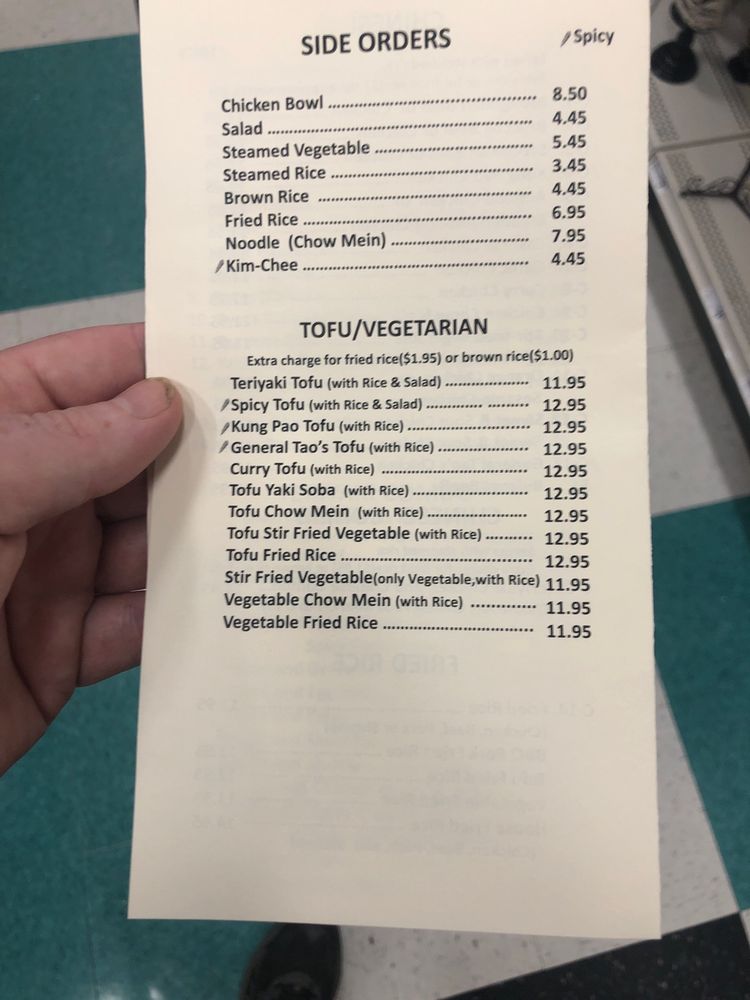 SIDE ORDERS
Spicy
Chicken Bowl ........................................ 8.50
Salad ........................................ 4.45
Steamed Vegetable ........................................ 5.45
Steamed Rice ........................................ 3.45
Brown Rice ........................................ 4.45
Fried Rice ........................................ 6.95
Noodle (Chow Mein) ........................................ 7.95
Kim-Chee ........................................ 4.45
TOFU/VEGETARIAN
Extra charge for fried rice($1.95) or brown rice($1.00)
Teriyaki Tofu (with Rice & Salad) .................. 11.95
Spicy Tofu (with Rice & Salad) .................. 12.95
Kung Pao Tofu (with Rice) .......................... 12.95
General Tao's Tofu (with Rice) .................... 12.95
Curry Tofu (with Rice) ................................ 12.95
Tofu Yaki Soba (with Rice) ......................... 12.95
Tofu Chow Mein (with Rice) ...................... 12.95
Tofu Stir Fried Vegetable (with Rice) .......... 12.95
Tofu Fried Rice ........................................ 12.95
Stir Fried Vegetable(only Vegetable,with Rice) 11.95
Vegetable Chow Mein (with Rice) .............. 11.95
Vegetable Fried Rice ................................ 11.95